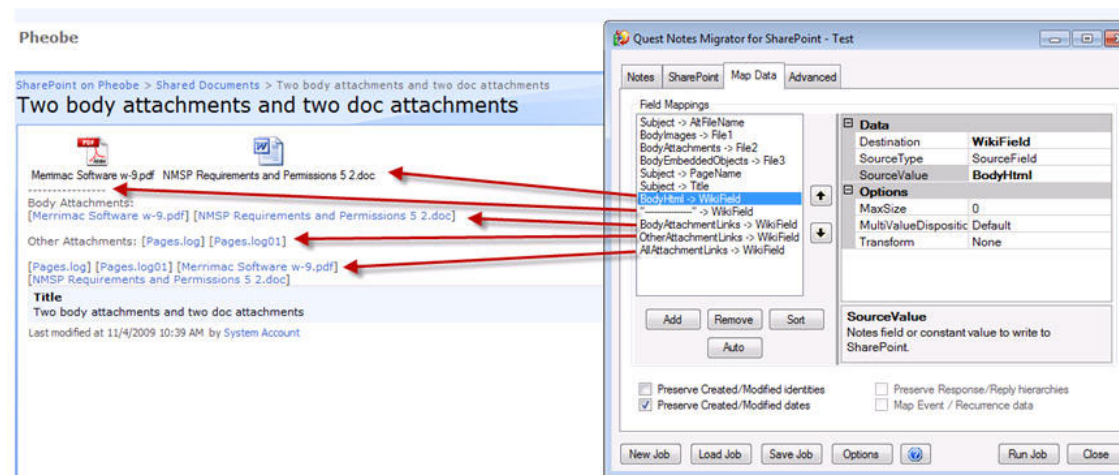 Pheobe
SharePoint on Pheobe > Shared Documents > Two body attachments and two doc attachments
Two body attachments and two doc attachments
Merrimac Software w-9.pdf NMSP Requirements and Permissions 5 2.doc
----------------
Body Attachments:
[Merrimac Software w-9.pdf] [NMSP Requirements and Permissions 5 2.doc]
Other Attachments: [Pages.log] [Pages.log01]
[Pages.log] [Pages.log01] [Merrimac Software w-9.pdf]
[NMSP Requirements and Permissions 5 2.doc]
Title
Two body attachments and two doc attachments
Last modified at 11/4/2009 10:39 AM by System Account
Quest Notes Migrator for SharePoint - Test
Notes SharePoint Map Data Advanced
Field Mappings
Subject -> AltFileName
BodyImages -> File1
BodyAttachments -> File2
BodyEmbeddedObjects -> File3
Subject -> PageName
Subject -> Title
BodyHtml -> WikiField
"----------------" -> WikiField
BodyAttachmentLinks -> WikiField
OtherAttachmentLinks -> WikiField
AllAttachmentLinks -> WikiField
Add Remove Sort
Auto
Data
Destination WikiField
SourceType SourceField
SourceValue BodyHtml
Options
MaxSize 0
MultiValueDispositic Default
Transform None
SourceValue
Notes field or constant value to write to
SharePoint.
Preserve Created/Modified identities
Preserve Created/Modified dates
Preserve Response/Reply hierarchies
Map Event / Recurrence data
New Job Load Job Save Job Options Run Job Close